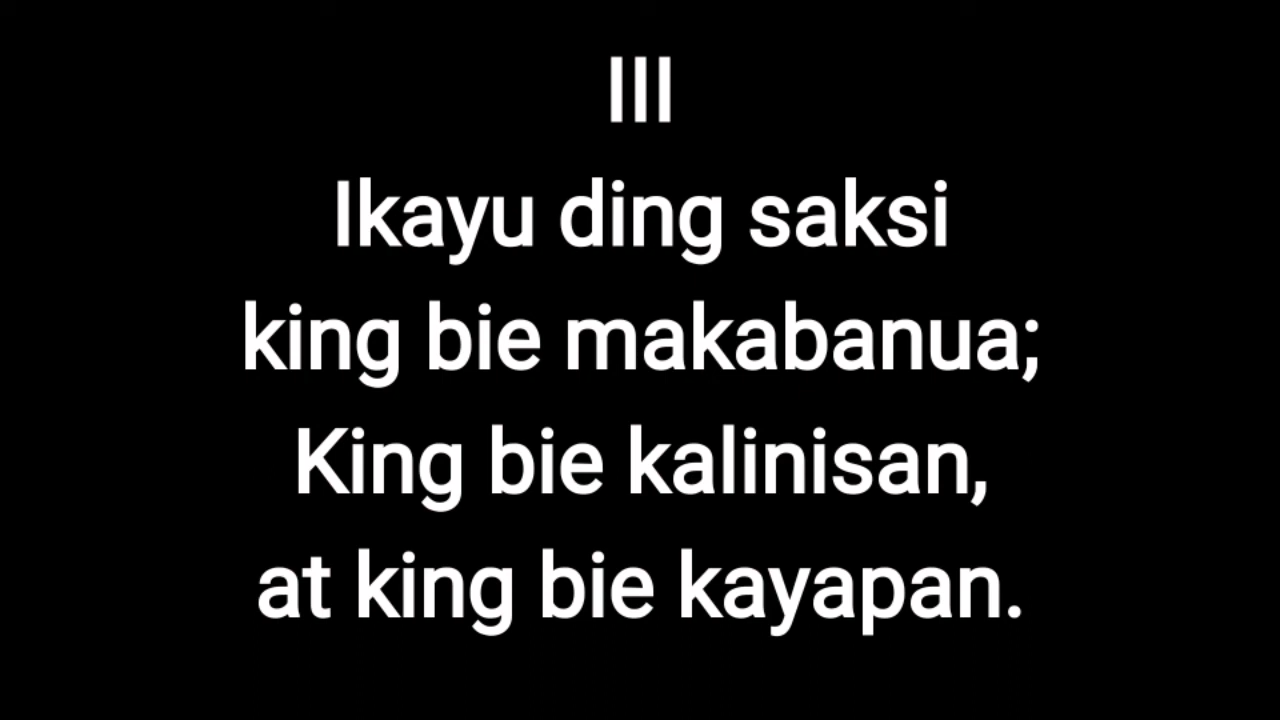 III
Ikayu ding saksi
king bie makabanua;
King bie kalinisan,
at king bie kayapan.